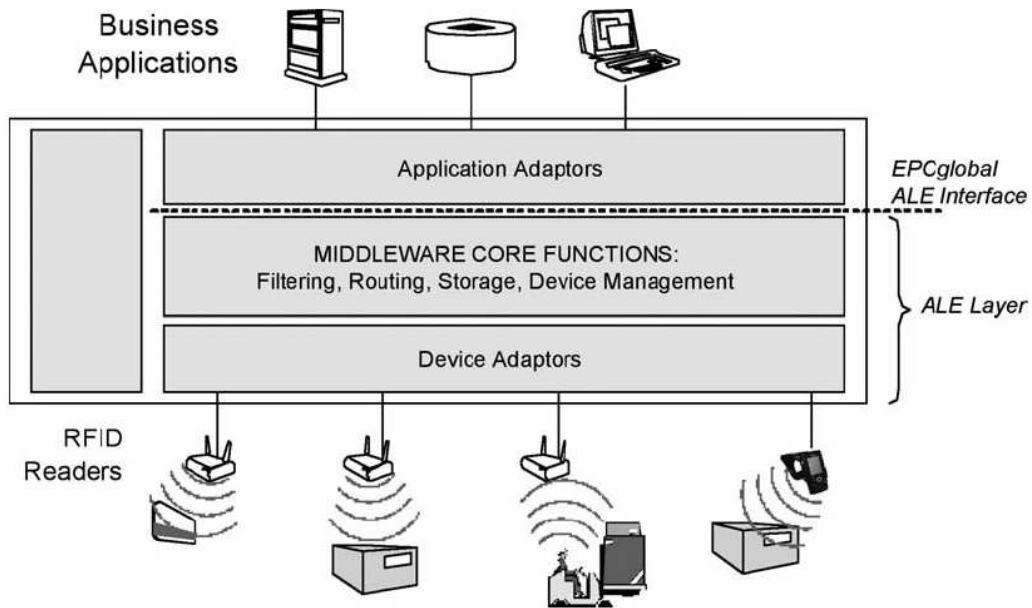 Business
Applications
Application Adaptors
EPCglobal
ALE Interface
MIDDLEWARE CORE FUNCTIONS:
Filtering, Routing, Storage, Device Management
ALE Layer
Device Adaptors
RFID
Readers